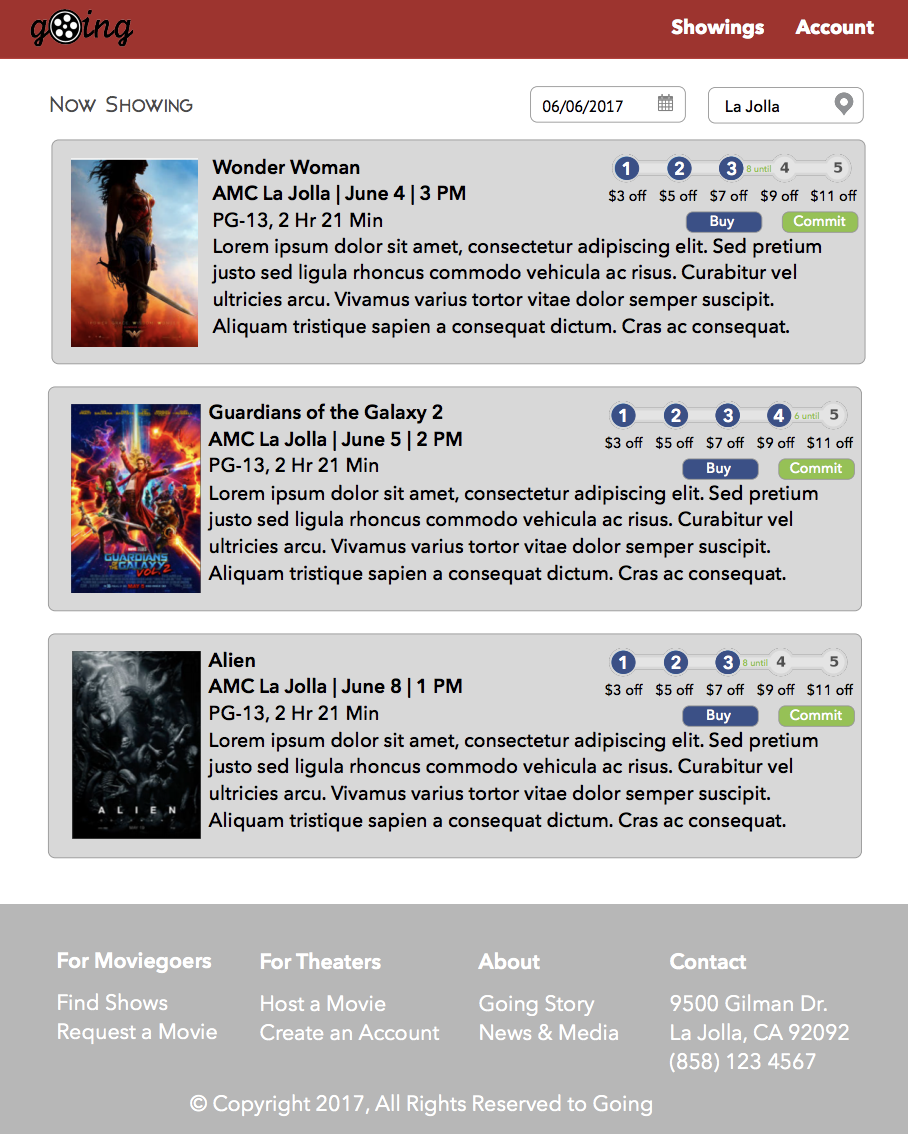 going
Showings Account
Now Showing
06/06/2017
La Jolla
Wonder Woman
AMC La Jolla | June 4 | 3 PM
PG-13, 2 Hr 21 Min
1 2 3 8 until 4 5
$3 off $5 off $7 off $9 off $11 off
Buy Commit
Lorem ipsum dolor sit amet, consectetur adipiscing elit. Sed pretium
justo sed ligula rhoncus commodo vehicula ac risus. Curabitur vel
ultricies arcu. Vivamus varius tortor vitae dolor semper suscipit.
Aliquam tristique sapien a consequat dictum. Cras ac consequat.
Guardians of the Galaxy 2
AMC La Jolla | June 5 | 2 PM
PG-13, 2 Hr 21 Min
1 2 3 4 6 until 5
$3 off $5 off $7 off $9 off $11 off
Buy Commit
Lorem ipsum dolor sit amet, consectetur adipiscing elit. Sed pretium
justo sed ligula rhoncus commodo vehicula ac risus. Curabitur vel
ultricies arcu. Vivamus varius tortor vitae dolor semper suscipit.
Aliquam tristique sapien a consequat dictum. Cras ac consequat.
GUARDIANS
OF THE GALAXY
VOL. 2
Alien
AMC La Jolla | June 8 | 1 PM
PG-13, 2 Hr 21 Min
1 2 3 8 until 4 5
$3 off $5 off $7 off $9 off $11 off
Buy Commit
Lorem ipsum dolor sit amet, consectetur adipiscing elit. Sed pretium
justo sed ligula rhoncus commodo vehicula ac risus. Curabitur vel
ultricies arcu. Vivamus varius tortor vitae dolor semper suscipit.
Aliquam tristique sapien a consequat dictum. Cras ac consequat.
ALIEN
For Moviegoers
Find Shows
Request a Movie
For Theaters
Host a Movie
Create an Account
About
Going Story
News & Media
Contact
9500 Gilman Dr.
La Jolla, CA 92092
(858) 123 4567
© Copyright 2017, All Rights Reserved to Going